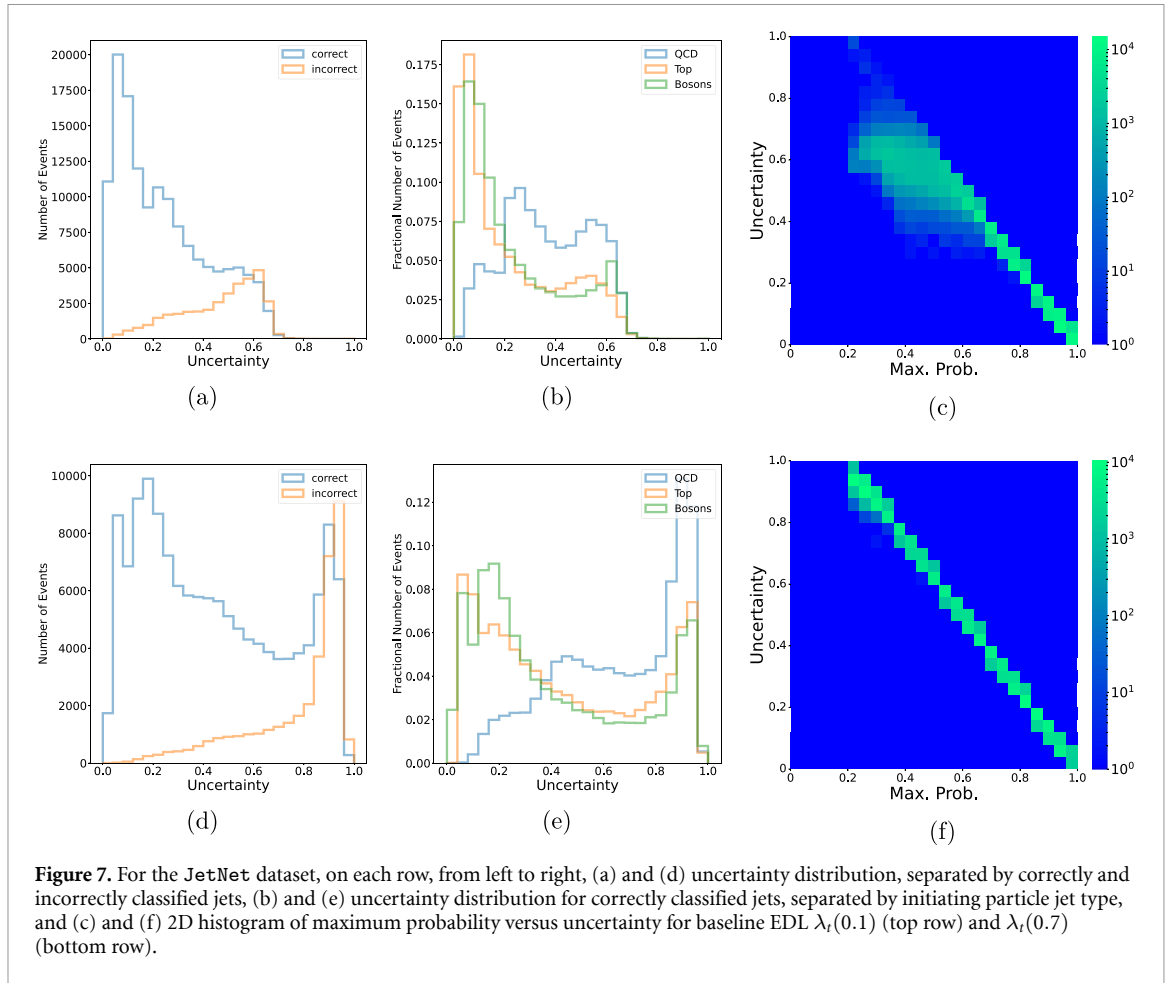 20000
17500
15000
12500
10000
7500
5000
2500
0
Number of Events
correct
incorrect
0.0 0.2 0.4 0.6 0.8 1.0
Uncertainty
(a)
0.175
0.150
0.125
0.100
0.075
0.050
0.025
0.000
Fractional Number of Events
QCD
Top
Bosons
0.0 0.2 0.4 0.6 0.8 1.0
Uncertainty
(b)
1.0
0.8
0.6
0.4
0.2
0
Uncertainty
0 0.2 0.4 0.6 0.8 1.0
Max. Prob.
10⁴
10³
10²
10¹
10⁰
(c)
10000
8000
6000
4000
2000
0
Number of Events
correct
incorrect
0.0 0.2 0.4 0.6 0.8 1.0
Uncertainty
(d)
0.12
0.10
0.08
0.06
0.04
0.02
0.00
Fractional Number of Events
QCD
Top
Bosons
0.0 0.2 0.4 0.6 0.8 1.0
Uncertainty
(e)
1.0
0.8
0.6
0.4
0.2
0
Uncertainty
0 0.2 0.4 0.6 0.8 1.0
Max. Prob.
10⁴
10³
10²
10¹
10⁰
(f)
Figure 7. For the JetNet dataset, on each row, from left to right, (a) and (d) uncertainty distribution, separated by correctly and
incorrectly classified jets, (b) and (e) uncertainty distribution for correctly classified jets, separated by initiating particle jet type,
and (c) and (f) 2D histogram of maximum probability versus uncertainty for baseline EDL λₜ(0.1) (top row) and λₜ(0.7)
(bottom row).